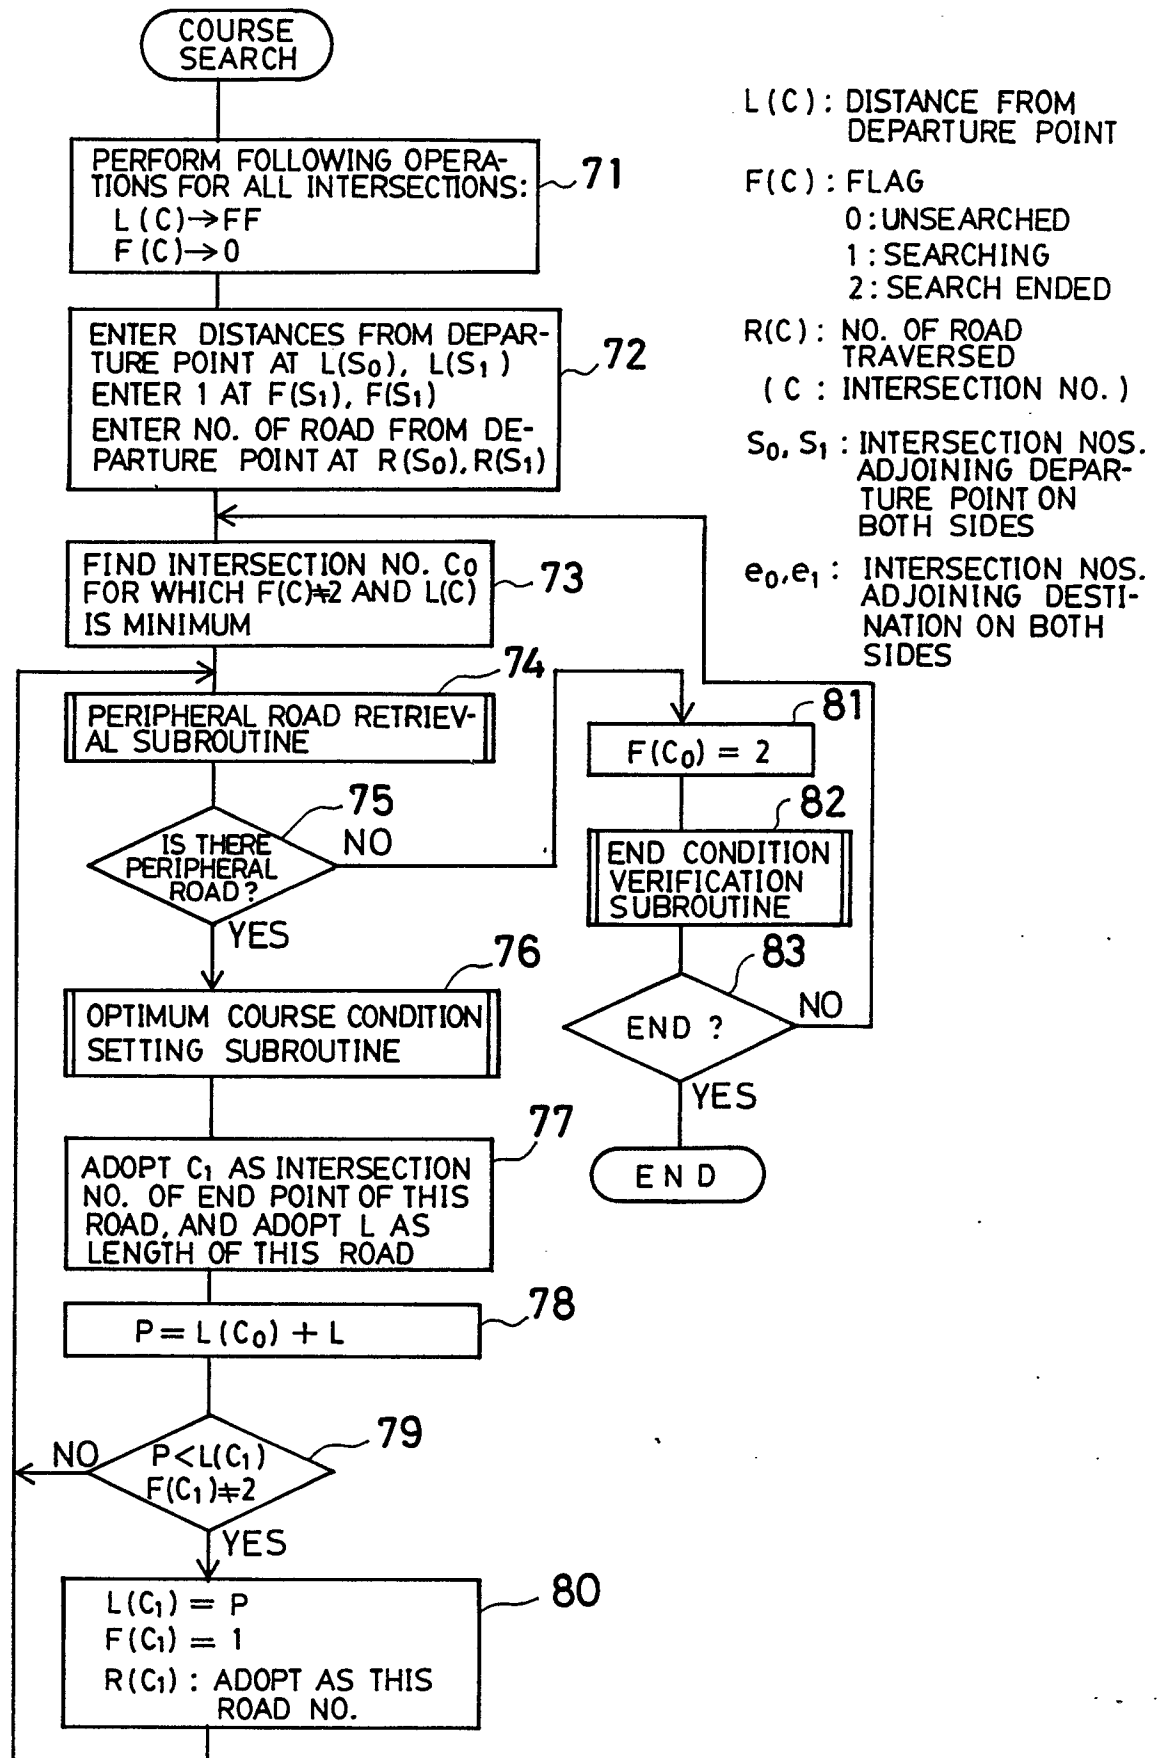 COURSE
SEARCH
PERFORM FOLLOWING OPERA-
TIONS FOR ALL INTERSECTIONS:
L(C)→FF
F(C)→0
71
ENTER DISTANCES FROM DEPAR-
TURE POINT AT L(S₀), L(S₁)
ENTER 1 AT F(S₁), F(S₁)
ENTER NO. OF ROAD FROM DE-
PARTURE POINT AT R(S₀), R(S₁)
72
FIND INTERSECTION NO. C₀
FOR WHICH F(C)≠2 AND L(C)
IS MINIMUM
73
74
PERIPHERAL ROAD RETRIEV-
AL SUBROUTINE
75
IS THERE
PERIPHERAL
ROAD?
NO
YES
76
OPTIMUM COURSE CONDITION
SETTING SUBROUTINE
77
ADOPT C₁ AS INTERSECTION
NO. OF END POINT OF THIS
ROAD, AND ADOPT L AS
LENGTH OF THIS ROAD
78
P = L(C₀) + L
79
NO
P<L(C₁)
F(C₁)≠2
YES
80
L(C₁) = P
F(C₁) = 1
R(C₁) : ADOPT AS THIS
ROAD NO.
81
F(C₀) = 2
82
END CONDITION
VERIFICATION
SUBROUTINE
83
END ?
NO
YES
END
L(C) : DISTANCE FROM
DEPARTURE POINT
F(C) : FLAG
0 : UNSEARCHED
1 : SEARCHING
2 : SEARCH ENDED
R(C) : NO. OF ROAD
TRAVERSED
( C : INTERSECTION NO. )
S₀, S₁ : INTERSECTION NOS.
ADJOINING DEPAR-
TURE POINT ON
BOTH SIDES
e₀, e₁ : INTERSECTION NOS.
ADJOINING DESTI-
NATION ON BOTH
SIDES